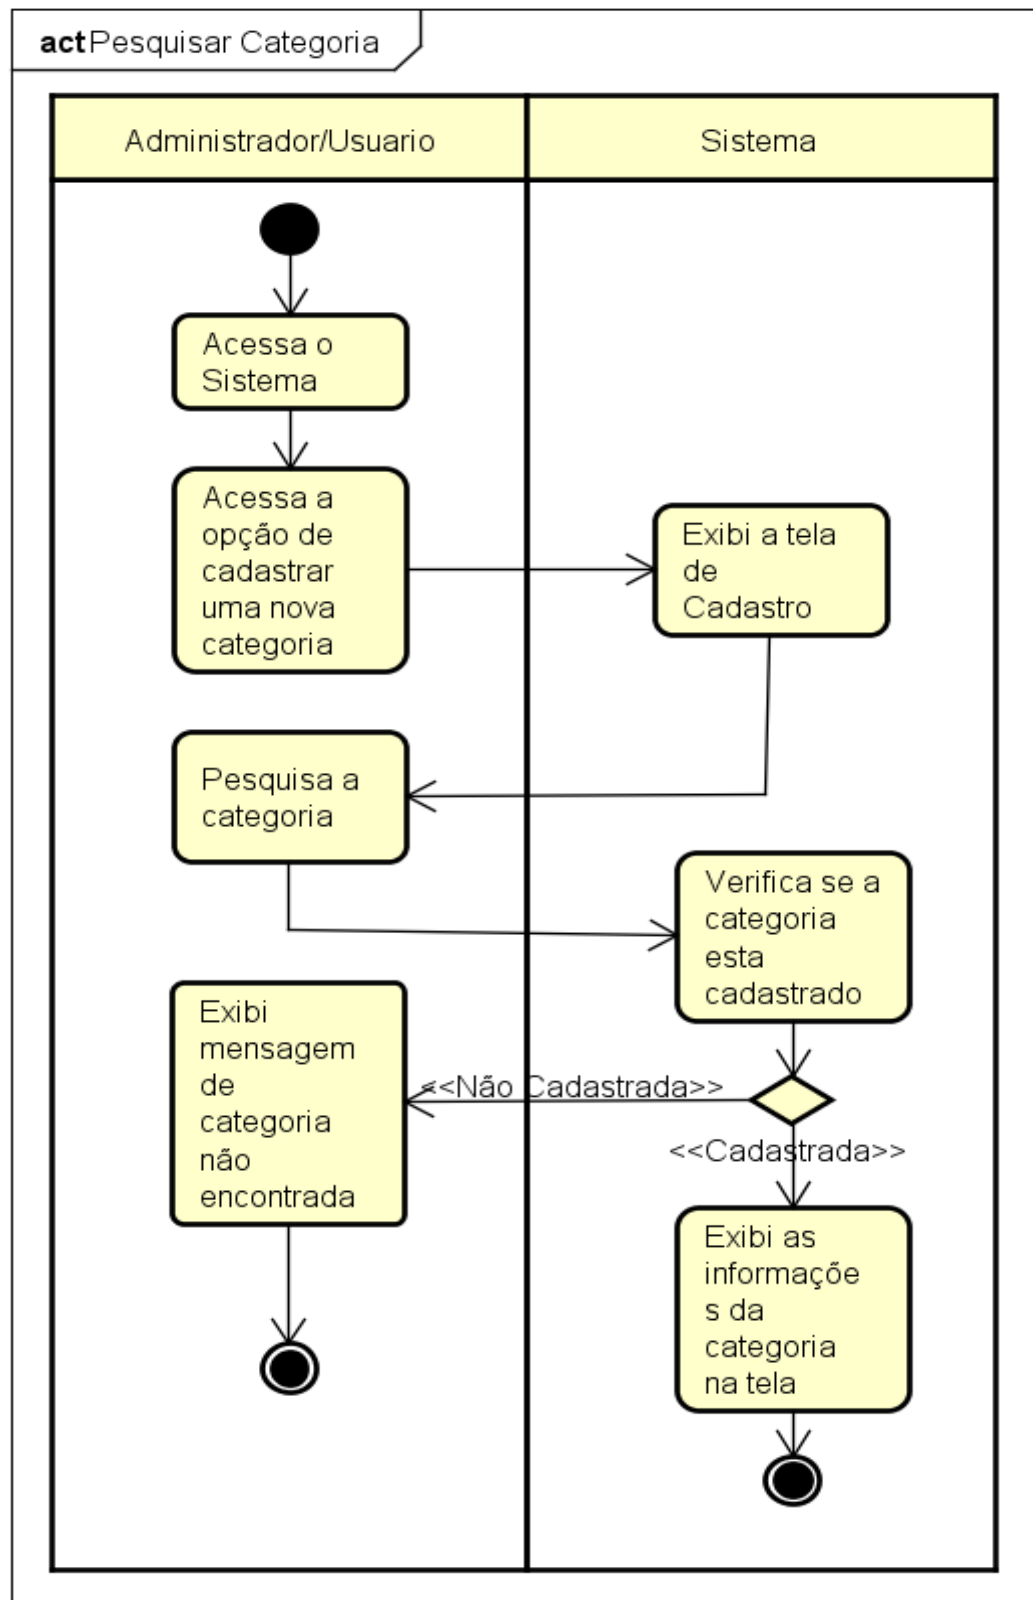 act Pesquisar Categoria
Administrador/Usuario
Sistema
Acessa o
Sistema
Acessa a
opção de
cadastrar
uma nova
categoria
Exibi a tela
de
Cadastro
Pesquisa a
categoria
Verifica se a
categoria
esta
cadastrado
Exibi
mensagem
de
categoria
não
encontrada
<<Não Cadastrada>>
<<Cadastrada>>
Exibi as
informaçõe
s da
categoria
na tela